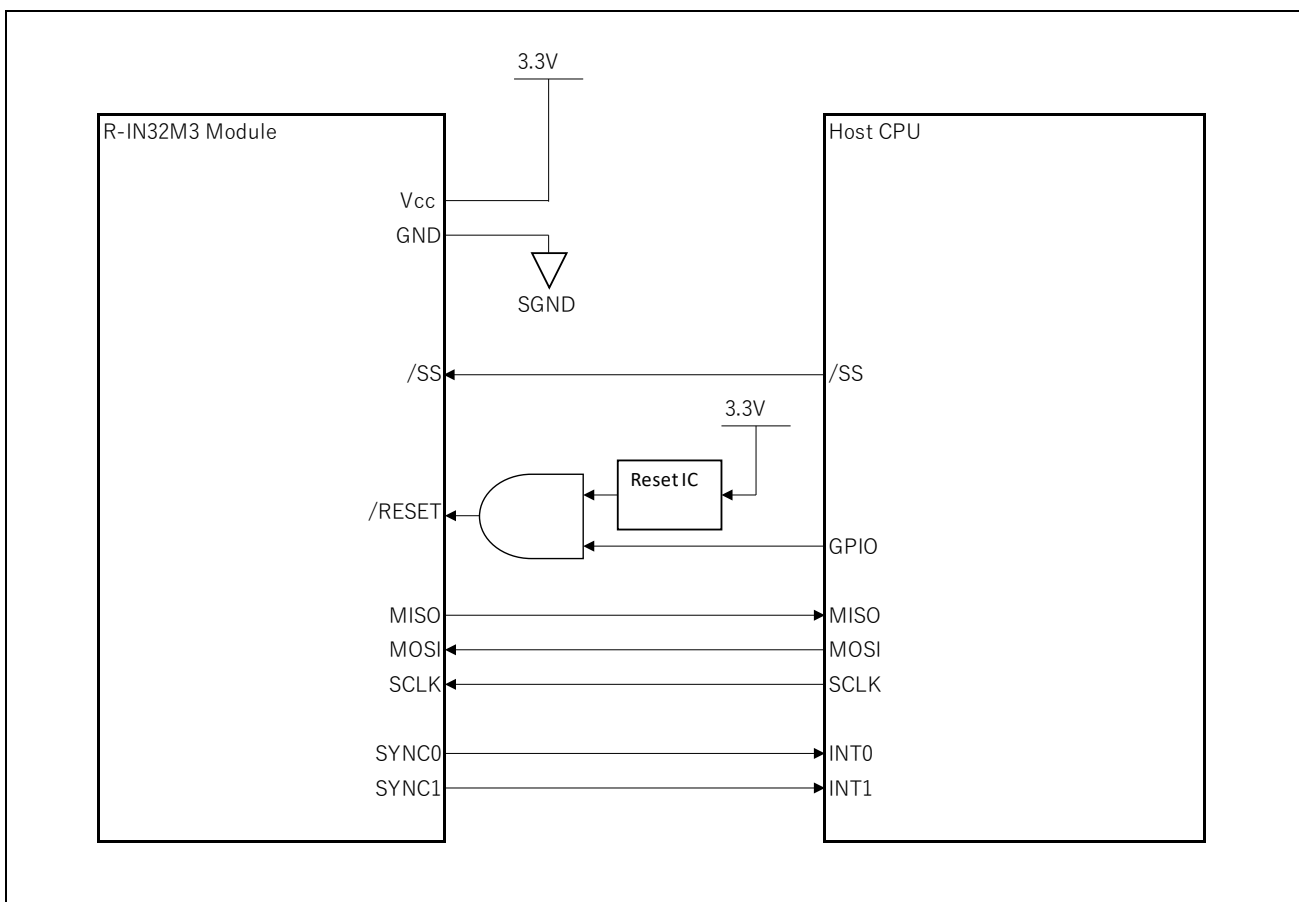 3.3V
R-IN32M3 Module
Host CPU
Vcc
GND
SGND
/SS
/SS
3.3V
Reset IC
/RESET
GPIO
MISO
MISO
MOSI
MOSI
SCLK
SCLK
SYNC0
INT0
SYNC1
INT1